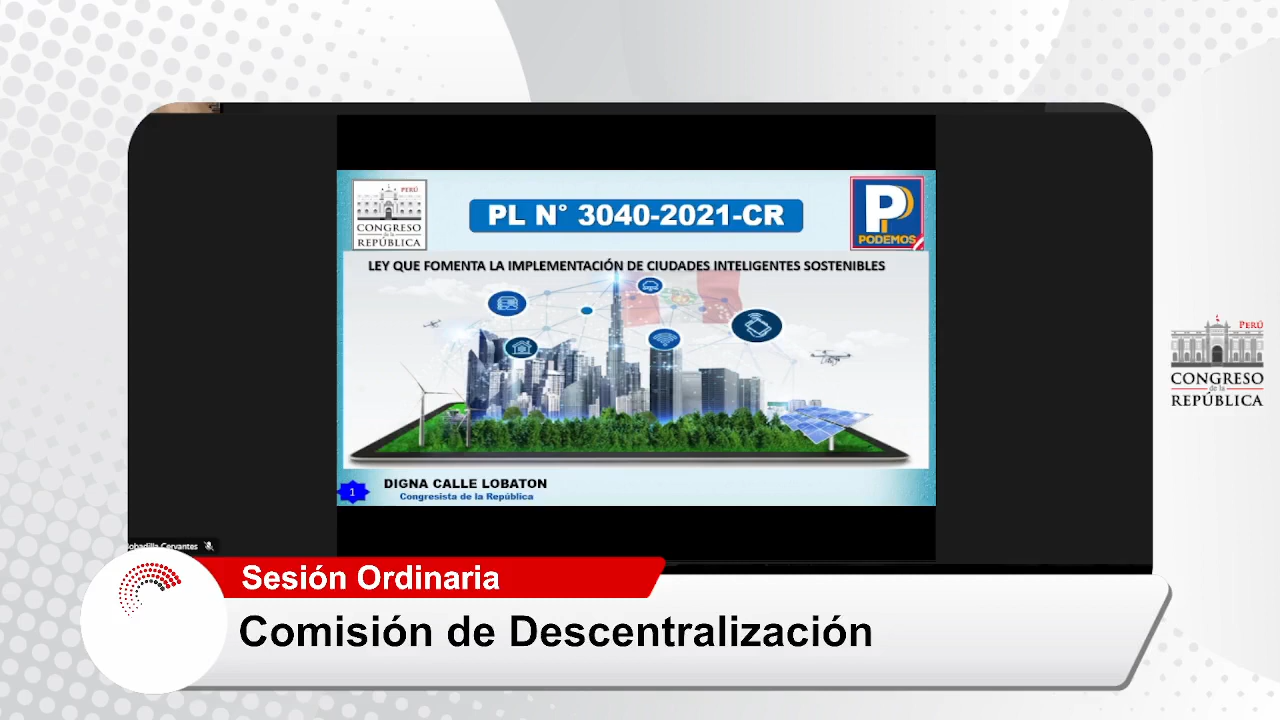 PERÚ
CONGRESO
de la
REPÚBLICA
PL N° 3040-2021-CR
PODEMOS
LEY QUE FOMENTA LA IMPLEMENTACIÓN DE CIUDADES INTELIGENTES SOSTENIBLES
1
DIGNA CALLE LOBATON
Congresista de la República
PERÚ
CONGRESO
de la
REPÚBLICA
Cervantes
Sesión Ordinaria
Comisión de Descentralización